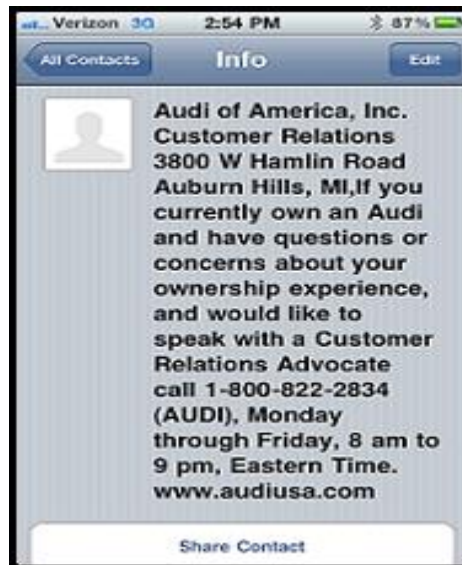 Verizon 3G 2:54 PM 87%
All Contacts Info Edit
Audi of America, Inc.
Customer Relations
3800 W Hamlin Road
Auburn Hills, MI,If you
currently own an Audi
and have questions or
concerns about your
ownership experience,
and would like to
speak with a Customer
Relations Advocate
call 1-800-822-2834
(AUDI), Monday
through Friday, 8 am to
9 pm, Eastern Time.
www.audiusa.com
Share Contact